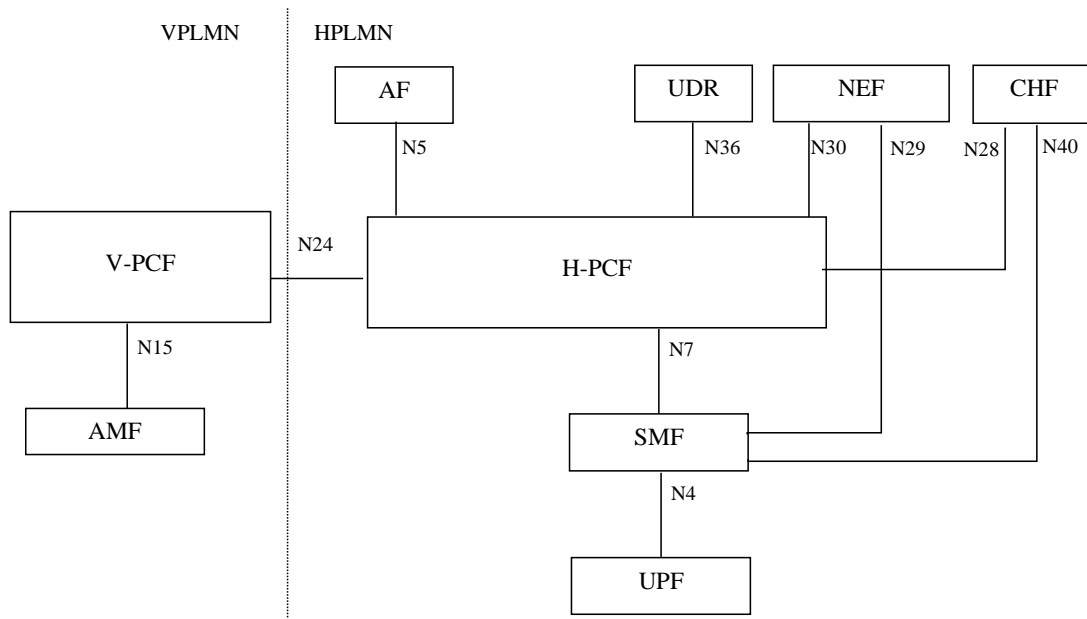 VPLMN
HPLMN
AF
UDR
NEF
CHF
N5
N36
N30
N29
N28
N40
N24
V-PCF
H-PCF
N15
N7
AMF
SMF
N4
UPF